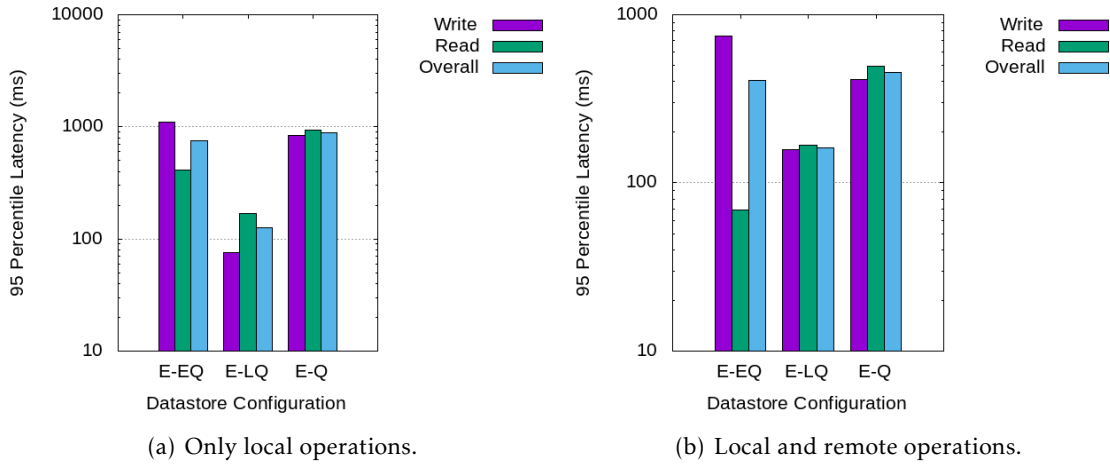 10000
1000
100
10
95 Percentile Latency (ms)
Write
Read
Overall
E-EQ E-LQ E-Q
Datastore Configuration
(a) Only local operations.
1000
100
10
95 Percentile Latency (ms)
Write
Read
Overall
E-EQ E-LQ E-Q
Datastore Configuration
(b) Local and remote operations.